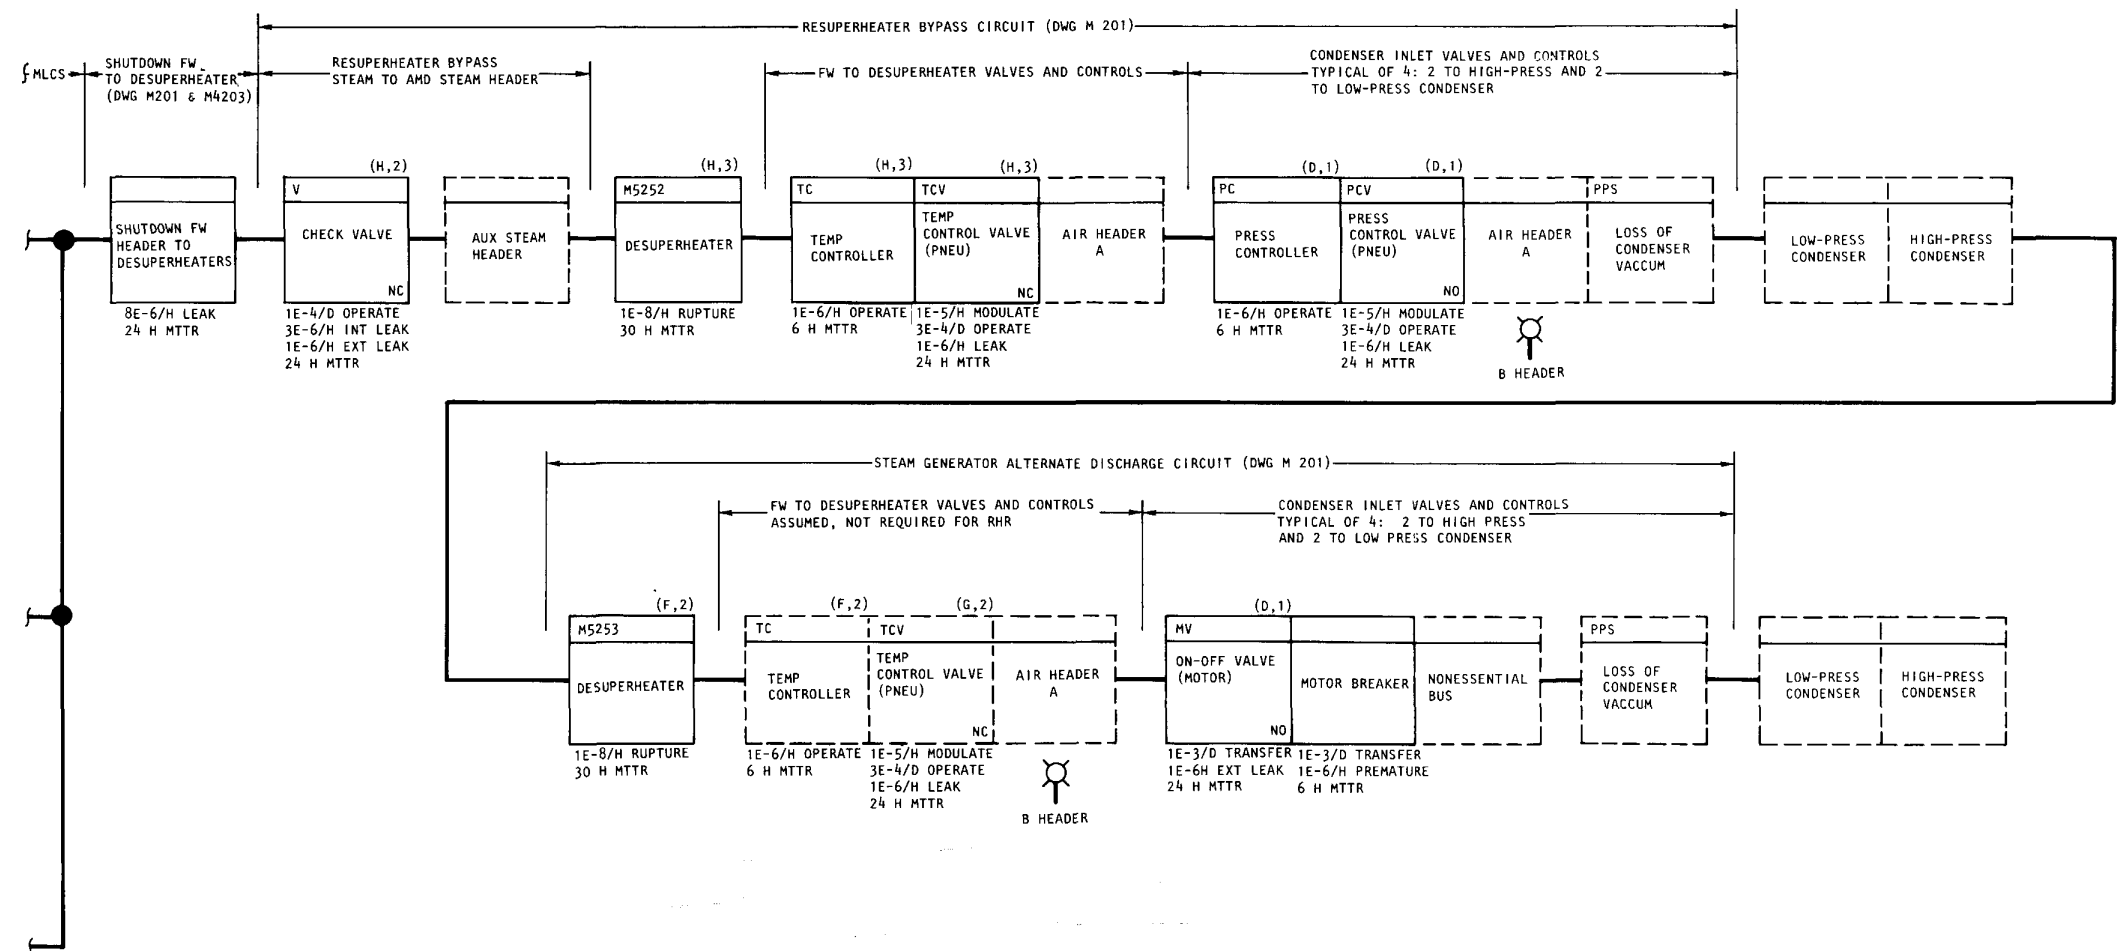 RESUPERHEATER BYPASS CIRCUIT (DWG M 201)
MLCS
SHUTDOWN FW
TO DESUPERHEATER
(DWG M201 & M4203)
RESUPERHEATER BYPASS
STEAM TO AMD STEAM HEADER
FW TO DESUPERHEATER VALVES AND CONTROLS
CONDENSER INLET VALVES AND CONTROLS
TYPICAL OF 4: 2 TO HIGH-PRESS AND 2
TO LOW-PRESS CONDENSER
SHUTDOWN FW
HEADER TO
DESUPERHEATERS
8E-6/H LEAK
24 H MTTR
(H,2)
V
CHECK VALVE
NC
1E-4/D OPERATE
3E-6/H INT LEAK
1E-6/H EXT LEAK
24 H MTTR
AUX STEAM
HEADER
(H,3)
M5252
DESUPERHEATER
1E-8/H RUPTURE
30 H MTTR
(H,3)
TC
TEMP
CONTROLLER
1E-6/H OPERATE
6 H MTTR
(H,3)
TCV
TEMP
CONTROL VALVE
(PNEU)
NC
1E-5/H MODULATE
3E-4/D OPERATE
1E-6/H LEAK
24 H MTTR
AIR HEADER
A
(D,1)
PC
PRESS
CONTROLLER
1E-6/H OPERATE
6 H MTTR
(D,1)
PCV
PRESS
CONTROL VALVE
(PNEU)
NO
1E-5/H MODULATE
3E-4/D OPERATE
1E-6/H LEAK
24 H MTTR
AIR HEADER
A
B HEADER
PPS
LOSS OF
CONDENSER
VACCUM
LOW-PRESS
CONDENSER
HIGH-PRESS
CONDENSER
STEAM GENERATOR ALTERNATE DISCHARGE CIRCUIT (DWG M 201)
FW TO DESUPERHEATER VALVES AND CONTROLS
ASSUMED, NOT REQUIRED FOR RHR
CONDENSER INLET VALVES AND CONTROLS
TYPICAL OF 4: 2 TO HIGH PRESS
AND 2 TO LOW PRESS CONDENSER
(F,2)
M5253
DESUPERHEATER
1E-8/H RUPTURE
30 H MTTR
(F,2)
TC
TEMP
CONTROLLER
1E-6/H OPERATE
6 H MTTR
(G,2)
TCV
TEMP
CONTROL VALVE
(PNEU)
NC
1E-5/H MODULATE
3E-4/D OPERATE
1E-6/H LEAK
24 H MTTR
AIR HEADER
A
B HEADER
(D,1)
MV
ON-OFF VALVE
(MOTOR)
NO
1E-3/D TRANSFER
1E-6H EXT LEAK
24 H MTTR
MOTOR BREAKER
1E-3/D TRANSFER
1E-6/H PREMATURE
6 H MTTR
NONESSENTIAL
BUS
PPS
LOSS OF
CONDENSER
VACCUM
LOW-PRESS
CONDENSER
HIGH-PRESS
CONDENSER